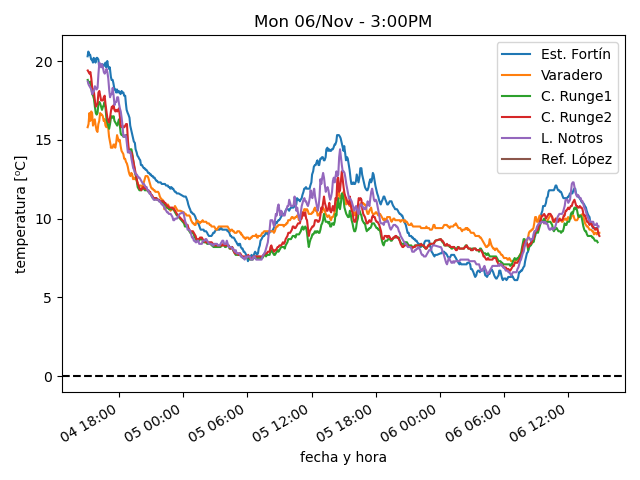 Mon 06/Nov - 3:00PM
Est. Fortín
Varadero
C. Runge1
C. Runge2
L. Notros
Ref. López
temperatura [°C]
20
15
10
5
0
04 18:00
05 00:00
05 06:00
05 12:00
05 18:00
06 00:00
06 06:00
06 12:00
fecha y hora